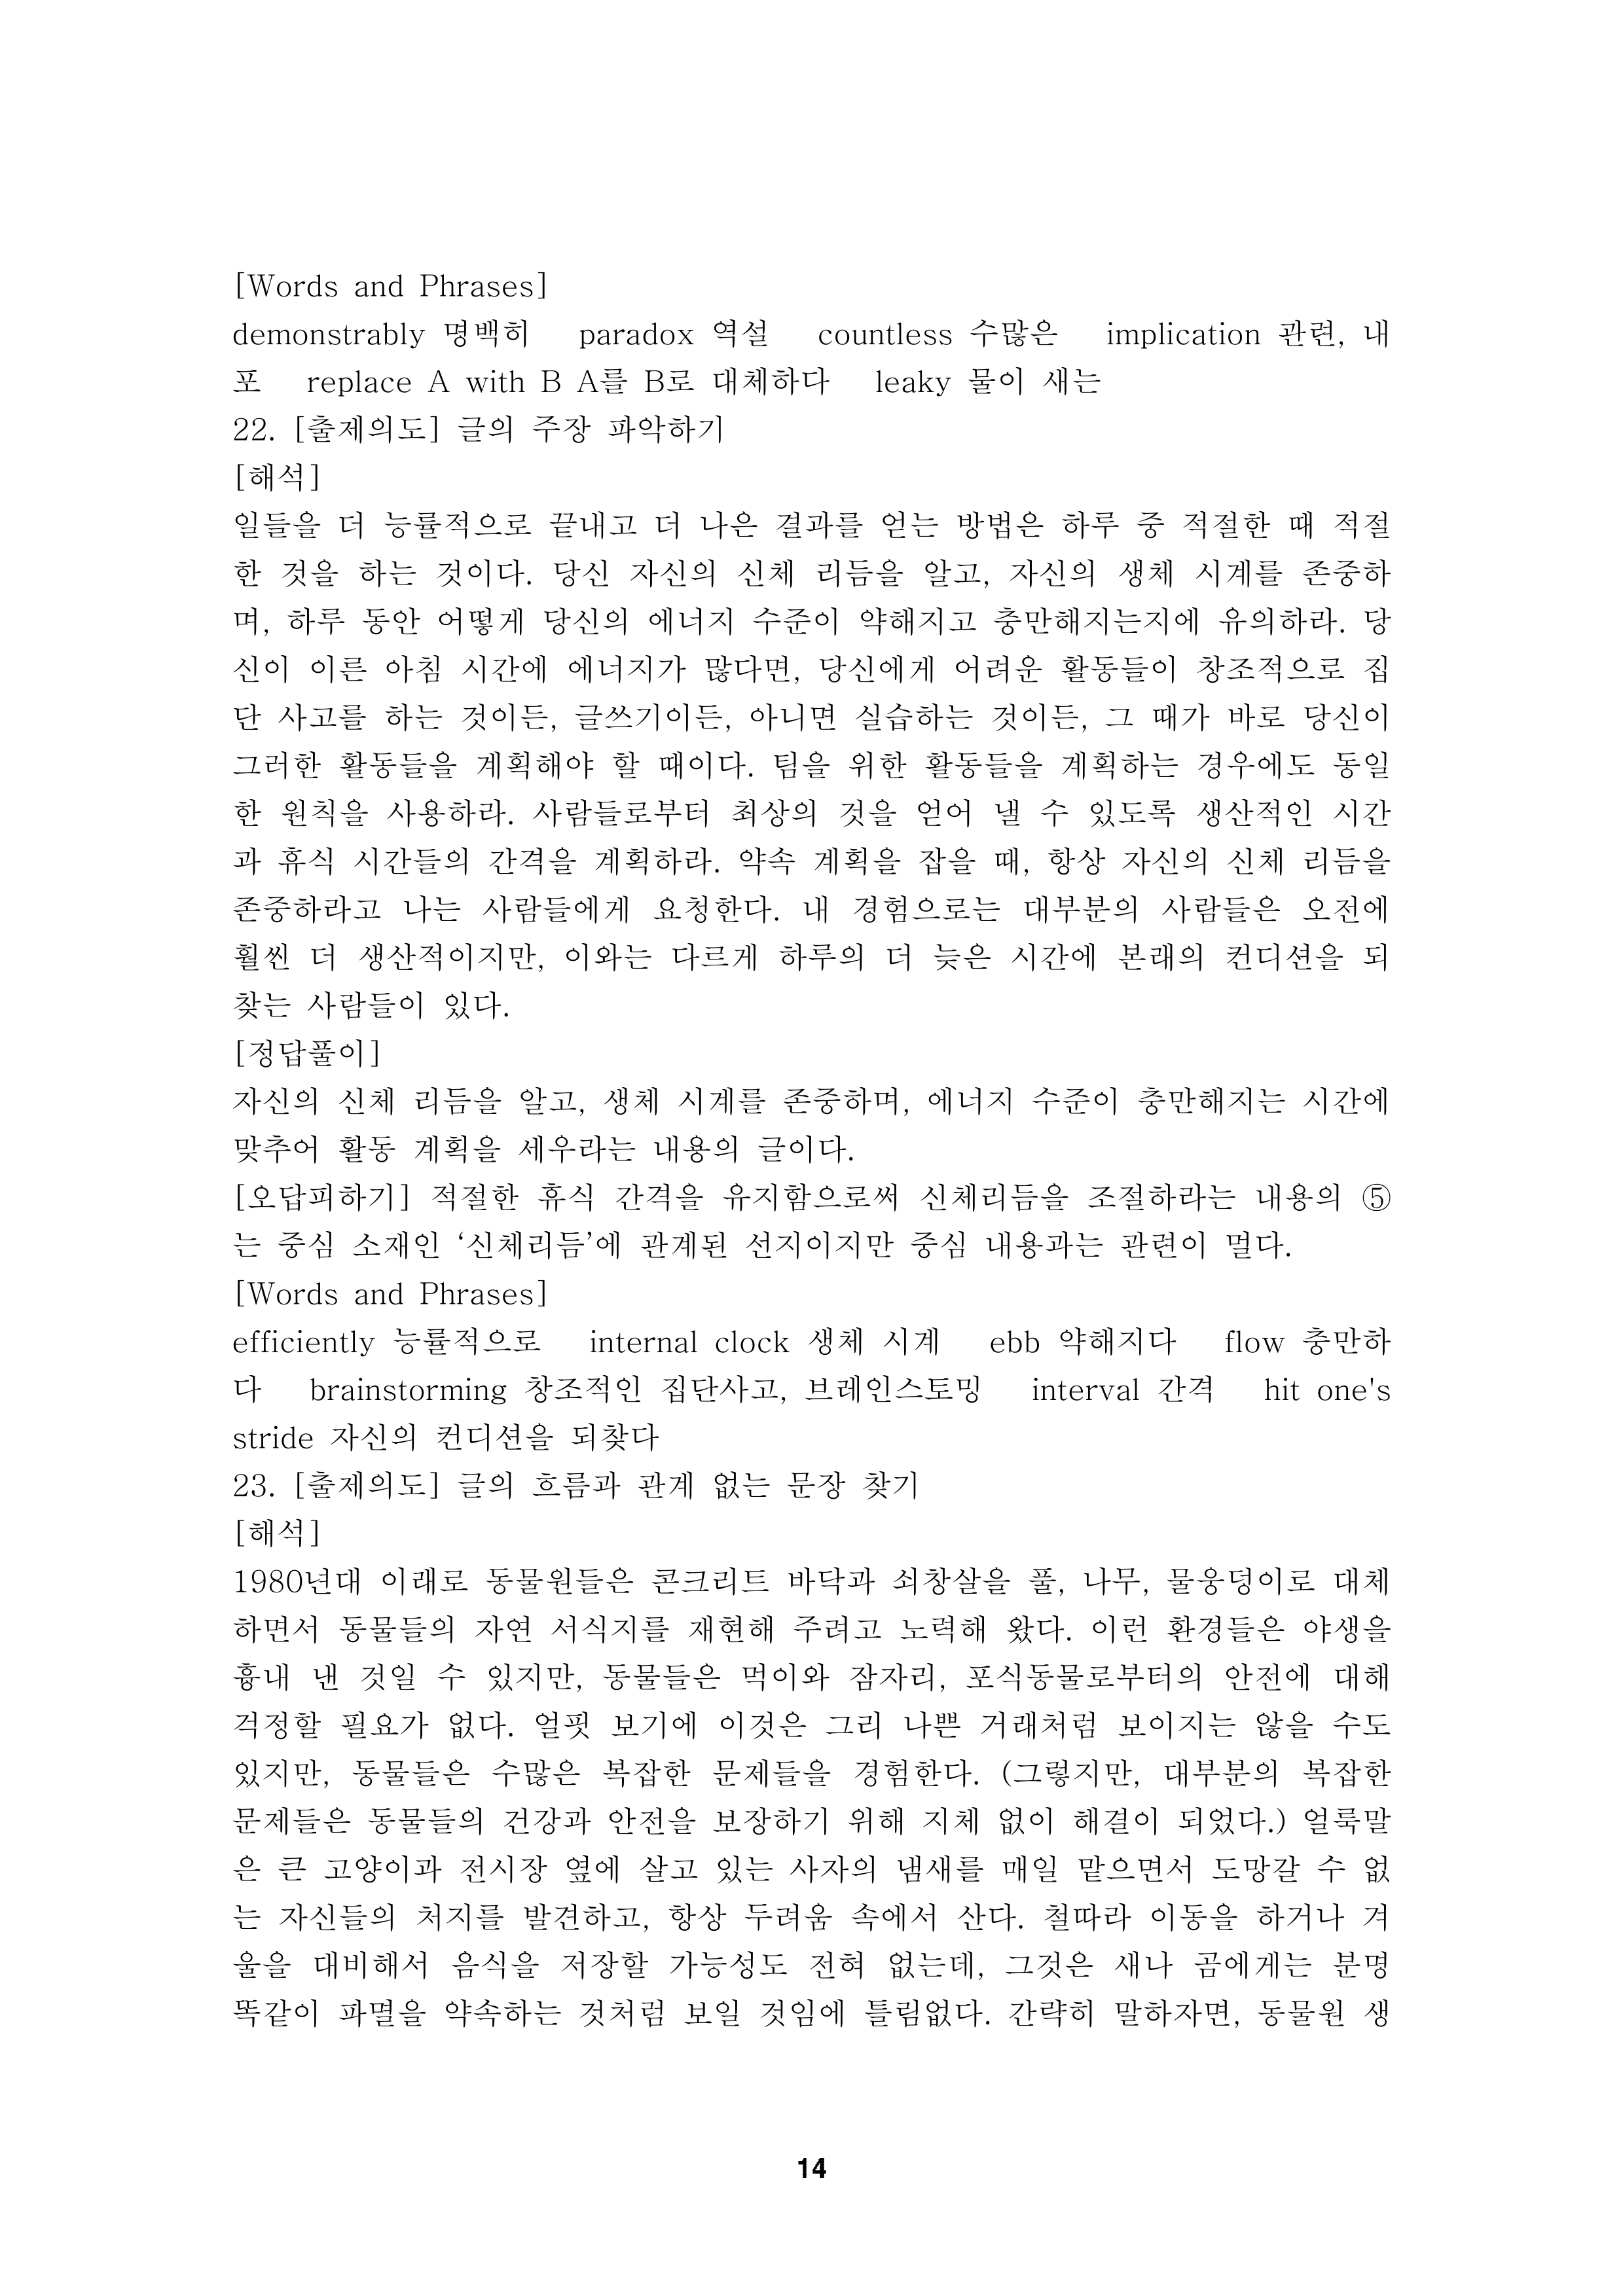 [Words and Phrases]
demonstrably 명백히 paradox 역설 countless 수많은 implication 관련, 내
포 replace A with B A를 B로 대체하다 leaky 물이 새는
22. [출제의도] 글의 주장 파악하기
[해석]
일들을 더 능률적으로 끝내고 더 나은 결과를 얻는 방법은 하루 중 적절한 때 적절
한 것을 하는 것이다. 당신 자신의 신체 리듬을 알고, 자신의 생체 시계를 존중하
며, 하루 동안 어떻게 당신의 에너지 수준이 약해지고 충만해지는지에 유의하라. 당
신이 이른 아침 시간에 에너지가 많다면, 당신에게 어려운 활동들이 창조적으로 집
단 사고를 하는 것이든, 글쓰기이든, 아니면 실습하는 것이든, 그 때가 바로 당신이
그러한 활동들을 계획해야 할 때이다. 팀을 위한 활동들을 계획하는 경우에도 동일
한 원칙을 사용하라. 사람들로부터 최상의 것을 얻어 낼 수 있도록 생산적인 시간
과 휴식 시간들의 간격을 계획하라. 약속 계획을 잡을 때, 항상 자신의 신체 리듬을
존중하라고 나는 사람들에게 요청한다. 내 경험으로는 대부분의 사람들은 오전에
훨씬 더 생산적이지만, 이와는 다르게 하루의 더 늦은 시간에 본래의 컨디션을 되
찾는 사람들이 있다.
[정답풀이]
자신의 신체 리듬을 알고, 생체 시계를 존중하며, 에너지 수준이 충만해지는 시간에
맞추어 활동 계획을 세우라는 내용의 글이다.
[오답피하기] 적절한 휴식 간격을 유지함으로써 신체리듬을 조절하라는 내용의 ⑤
는 중심 소재인 ‘신체리듬’에 관계된 선지이지만 중심 내용과는 관련이 멀다.
[Words and Phrases]
efficiently 능률적으로 internal clock 생체 시계 ebb 약해지다 flow 충만하
다 brainstorming 창조적인 집단사고, 브레인스토밍 interval 간격 hit one's
stride 자신의 컨디션을 되찾다
23. [출제의도] 글의 흐름과 관계 없는 문장 찾기
[해석]
1980년대 이래로 동물원들은 콘크리트 바닥과 쇠창살을 풀, 나무, 물웅덩이로 대체
하면서 동물들의 자연 서식지를 재현해 주려고 노력해 왔다. 이런 환경들은 야생을
흉내 낸 것일 수 있지만, 동물들은 먹이와 잠자리, 포식동물로부터의 안전에 대해
걱정할 필요가 없다. 얼핏 보기에 이것은 그리 나쁜 거래처럼 보이지는 않을 수도
있지만, 동물들은 수많은 복잡한 문제들을 경험한다. (그렇지만, 대부분의 복잡한
문제들은 동물들의 건강과 안전을 보장하기 위해 지체 없이 해결이 되었다.) 얼룩말
은 큰 고양이과 전시장 옆에 살고 있는 사자의 냄새를 매일 맡으면서 도망갈 수 없
는 자신들의 처지를 발견하고, 항상 두려움 속에서 산다. 철따라 이동을 하거나 겨
울을 대비해서 음식을 저장할 가능성도 전혀 없는데, 그것은 새나 곰에게는 분명
똑같이 파멸을 약속하는 것처럼 보일 것임에 틀림없다. 간략히 말하자면, 동물원 생
14